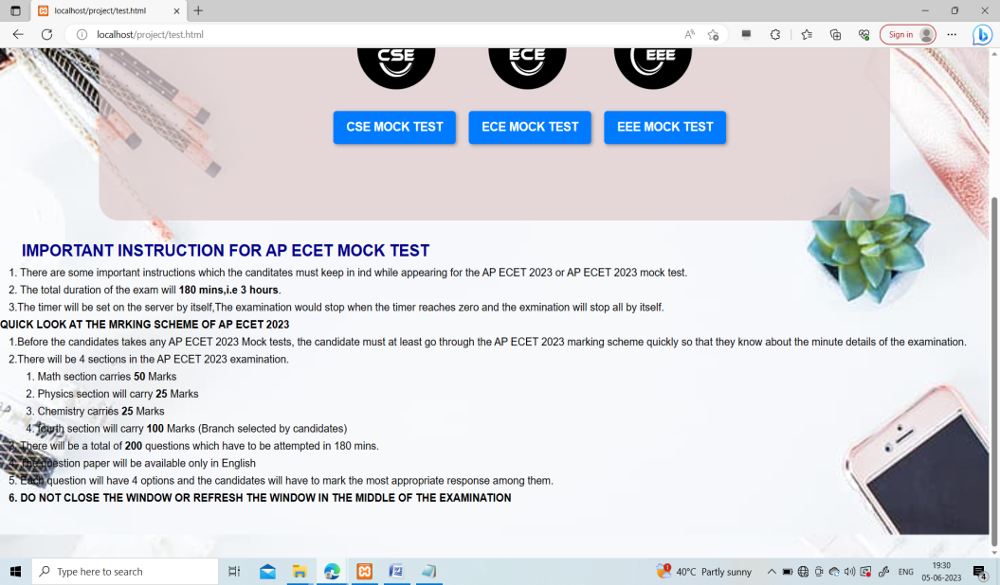 localhost/project/test.html
localhost/project/test.html
Sign in
CSE
ECE
EEE
CSE MOCK TEST
ECE MOCK TEST
EEE MOCK TEST
IMPORTANT INSTRUCTION FOR AP ECET MOCK TEST
1. There are some important instructions which the canditates must keep in ind while appearing for the AP ECET 2023 or AP ECET 2023 mock test.
2. The total duration of the exam will 180 mins,i.e 3 hours.
3.The timer will be set on the server by itself,The examination would stop when the timer reaches zero and the exmination will stop all by itself.
QUICK LOOK AT THE MRKING SCHEME OF AP ECET 2023
1.Before the candidates takes any AP ECET 2023 Mock tests, the candidate must at least go through the AP ECET 2023 marking scheme quickly so that they know about the minute details of the examination.
2.There will be 4 sections in the AP ECET 2023 examination.
1. Math section carries 50 Marks
2. Physics section will carry 25 Marks
3. Chemistry carries 25 Marks
4. fourth section will carry 100 Marks (Branch selected by candidates)
3. There will be a total of 200 questions which have to be attempted in 180 mins.
4. The question paper will be available only in English
5. Each question will have 4 options and the candidates will have to mark the most appropriate response among them.
6. DO NOT CLOSE THE WINDOW OR REFRESH THE WINDOW IN THE MIDDLE OF THE EXAMINATION
Type here to search
1
40°C Partly sunny
ENG
19:30
05-06-2023
4